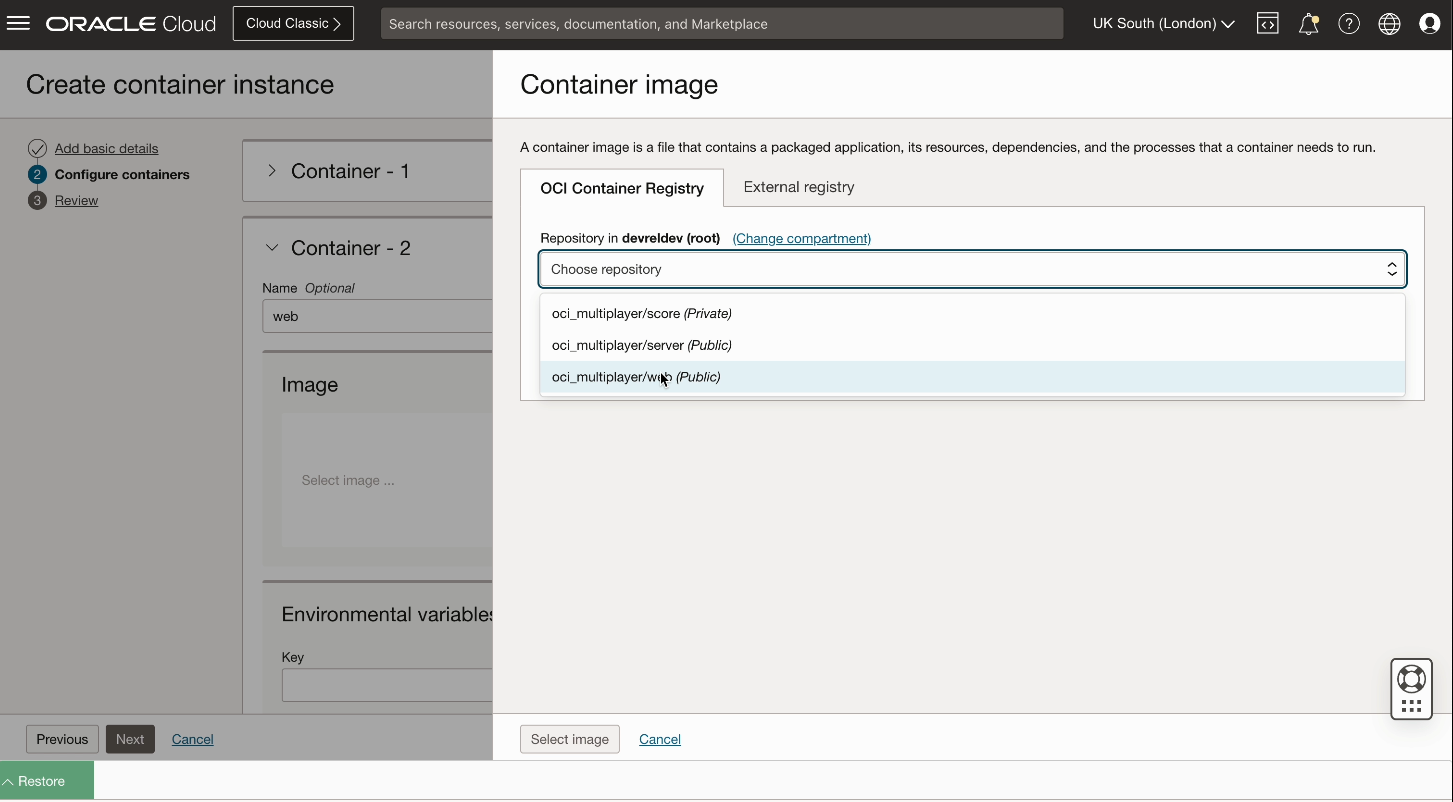 ORACLE Cloud
Cloud Classic
Search resources, services, documentation, and Marketplace
UK South (London)
Create container instance
Add basic details
2 Configure containers
3 Review
Container - 1
Container - 2
Name Optional
web
Image
Select image ...
Environmental variables
Key
Previous
Next
Cancel
Container image
A container image is a file that contains a packaged application, its resources, dependencies, and the processes that a container needs to run.
OCI Container Registry
External registry
Repository in devreldev (root) (Change compartment)
Choose repository
oci_multiplayer/score (Private)
oci_multiplayer/server (Public)
oci_multiplayer/web (Public)
Select image
Cancel
Restore